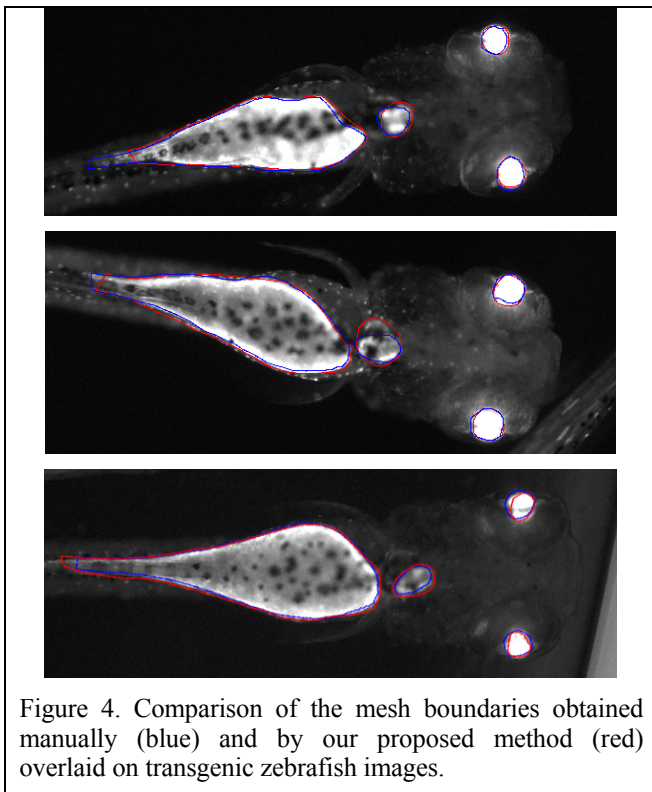 Figure 4. Comparison of the mesh boundaries obtained
manually (blue) and by our proposed method (red)
overlaid on transgenic zebrafish images.